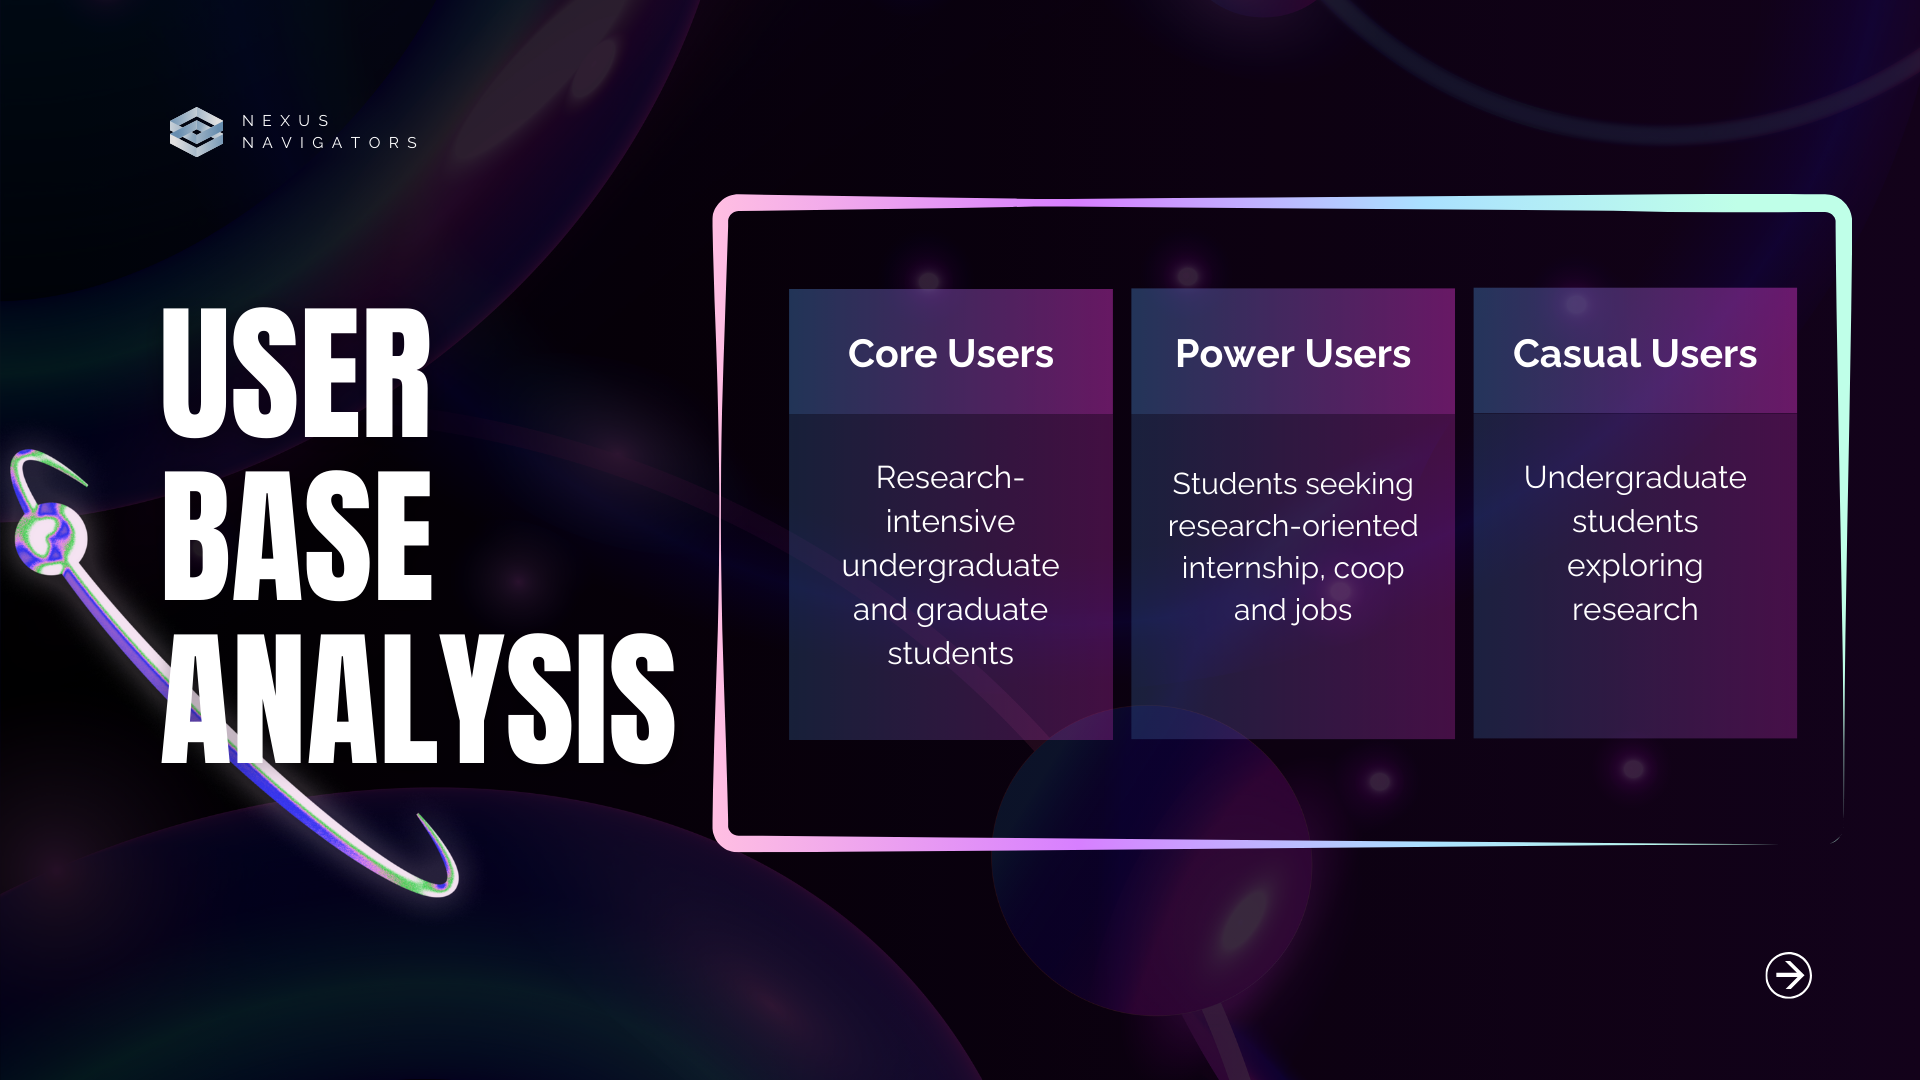 NEXUS
NAVIGATORS
USER
BASE
ANALYSIS
Core Users
Research-
intensive
undergraduate
and graduate
students
Power Users
Students seeking
research-oriented
internship, coop
and jobs
Casual Users
Undergraduate
students
exploring
research